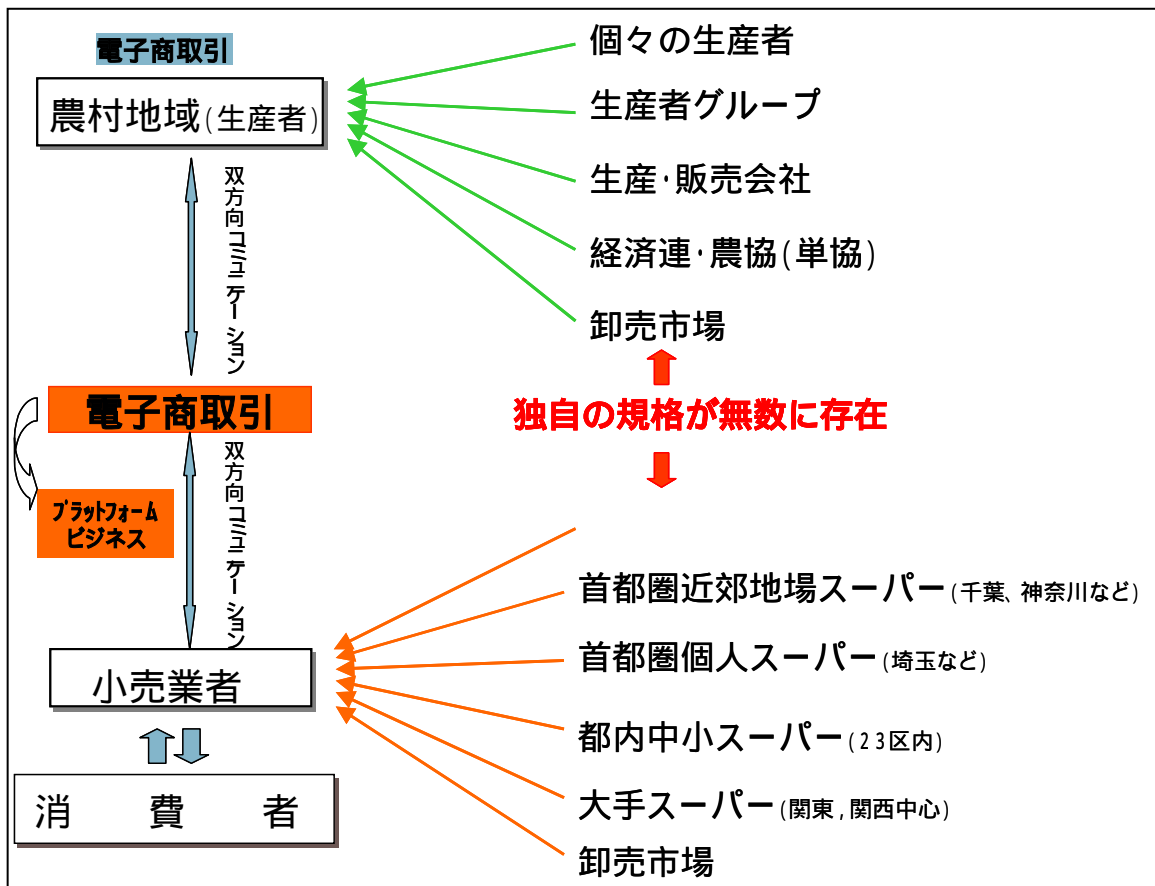 電子商取引
農村地域(生産者)
個々の生産者
生産者グループ
生産・販売会社
経済連・農協(単協)
卸売市場
双方向コミュニケーション
独自の規格が無数に存在
電子商取引
プラットフォーム
ビジネス
双方向コミュニケーション
首都圏近郊地場スーパー(千葉、神奈川など)
首都圏個人スーパー(埼玉など)
都内中小スーパー(23区内)
大手スーパー(関東,関西中心)
卸売市場
小売業者
消費者